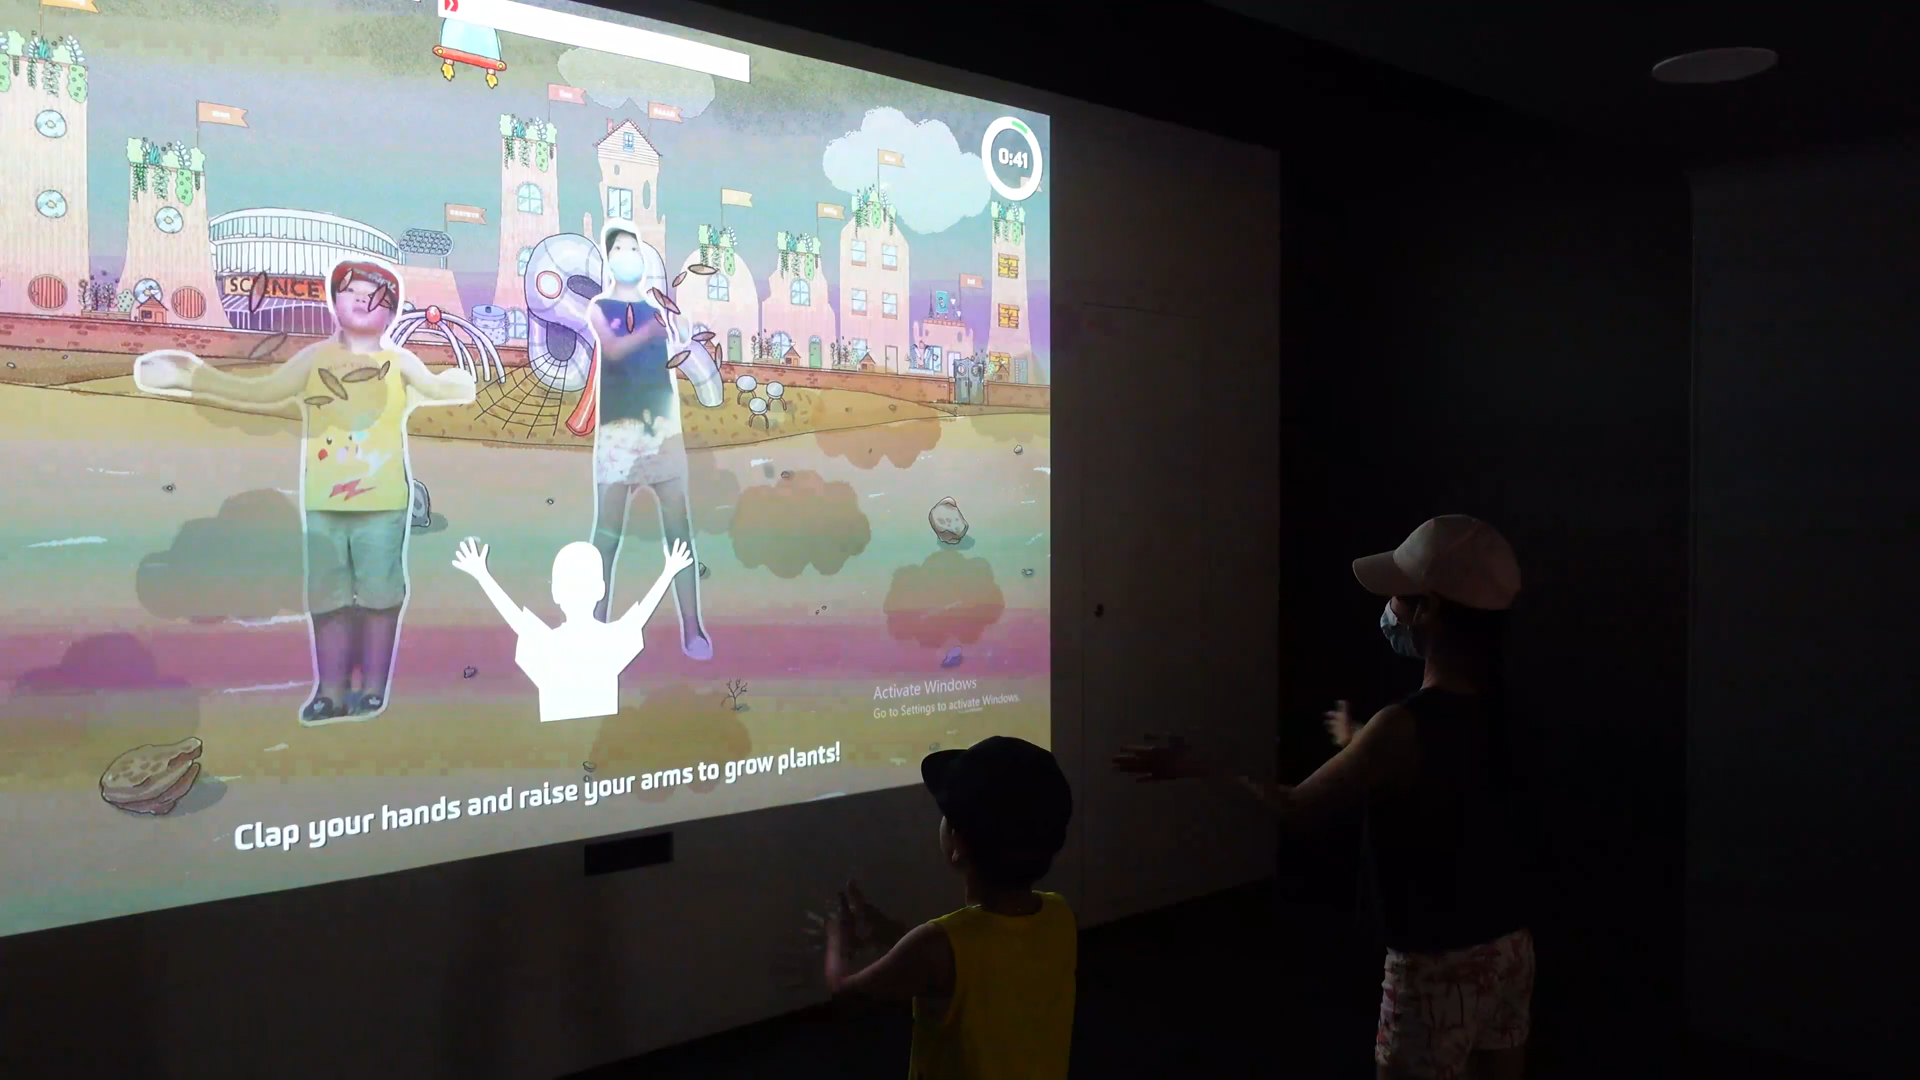 0:41
SCIENCE
Activate Windows
Go to Settings to activate Windows.
Clap your hands and raise your arms to grow plants!